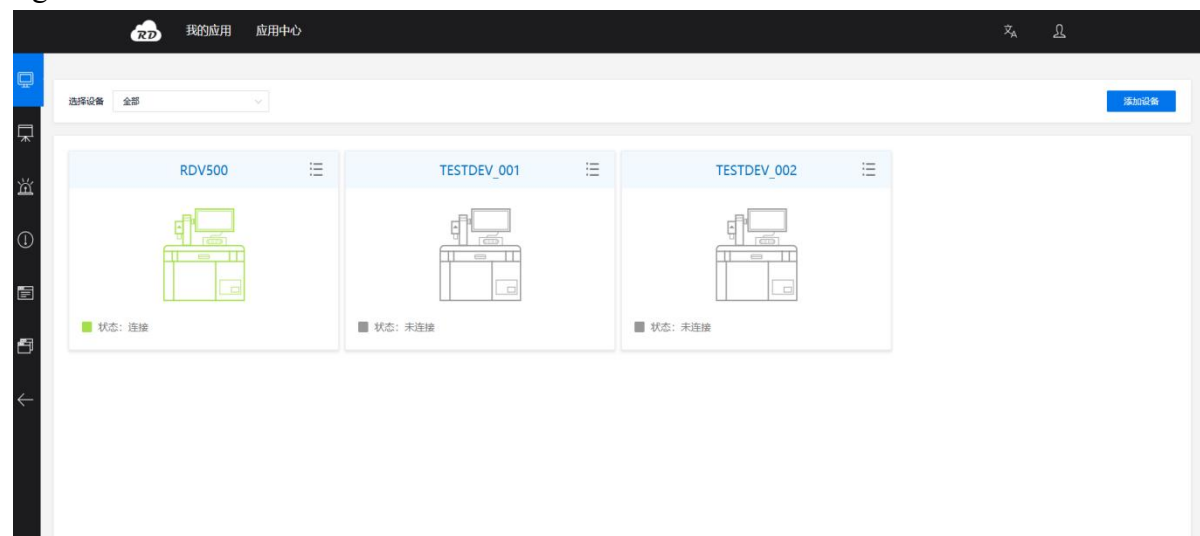 RD 我的应用 应用中心
选择设备 全部 添加设备
RDV500 TESTDEV_001 TESTDEV_002
状态: 连接 状态: 未连接 状态: 未连接